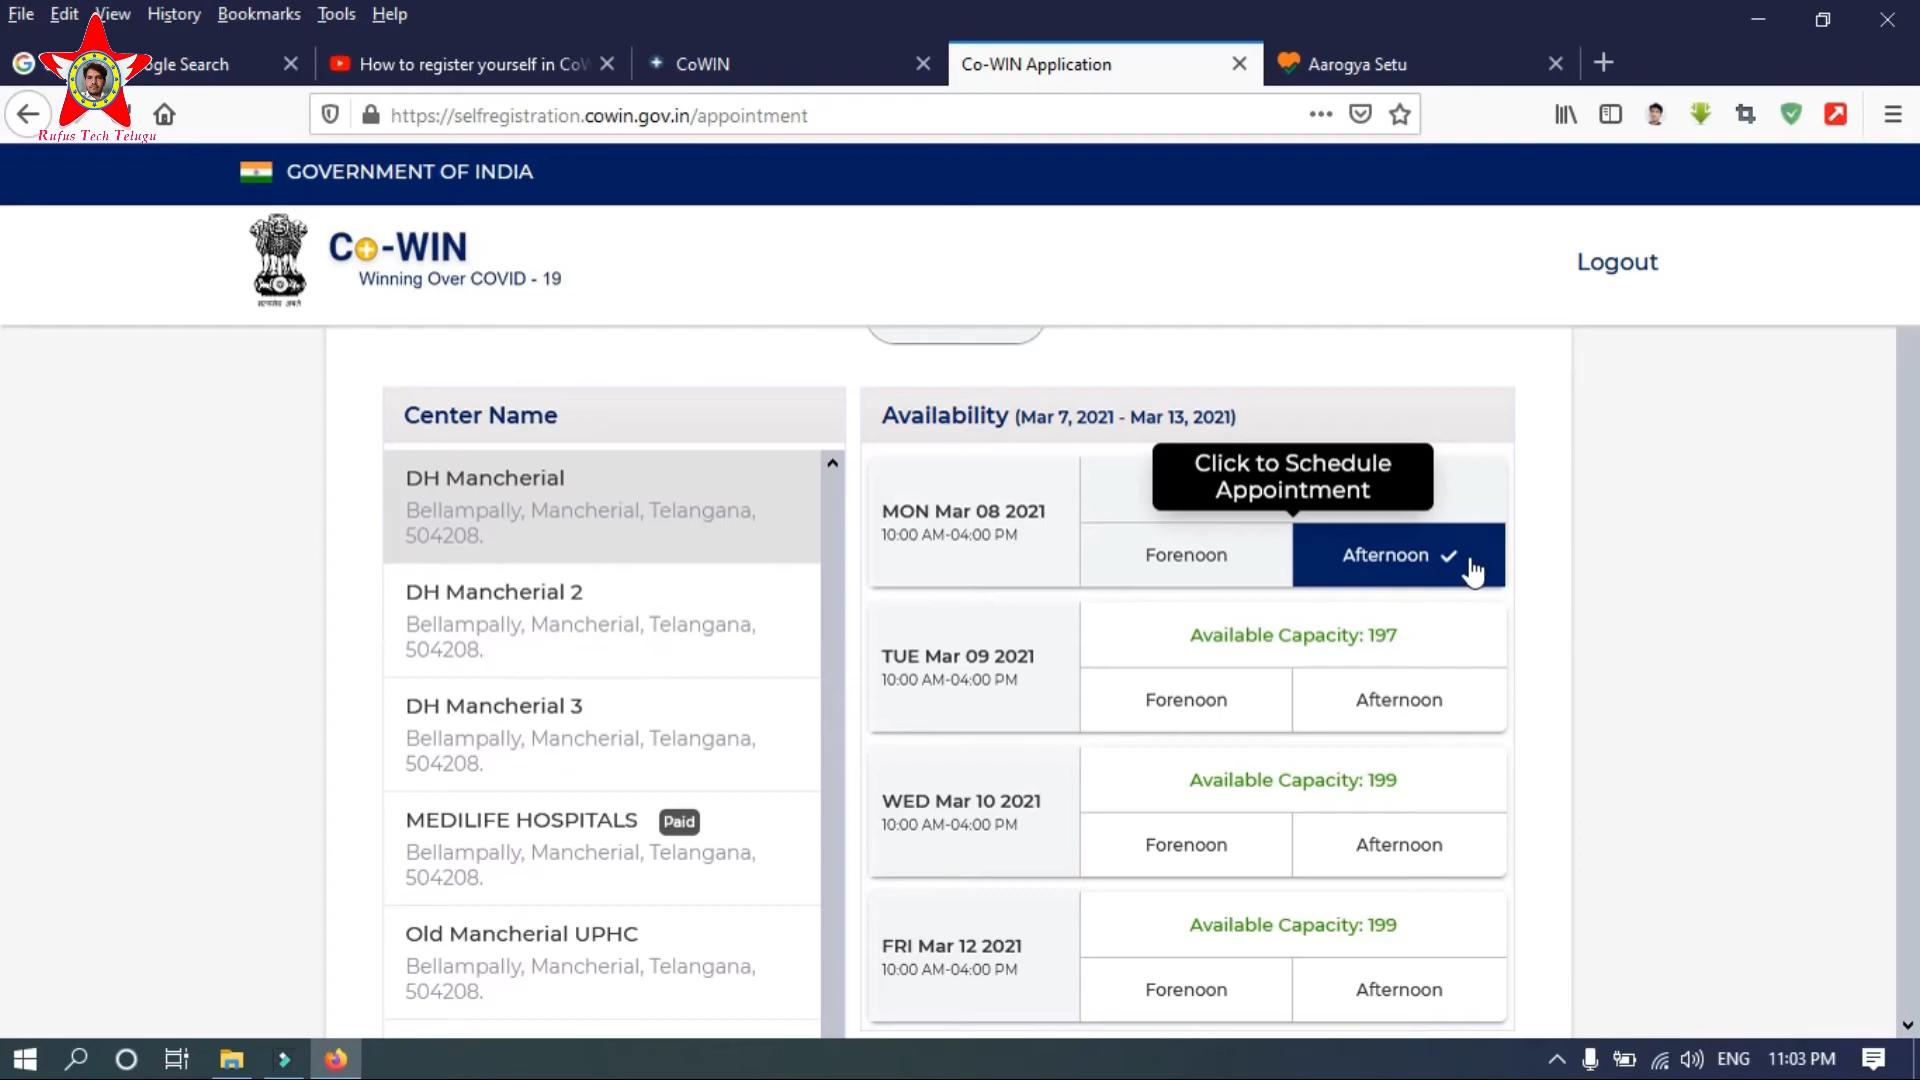 File Edit View History Bookmarks Tools Help
ogle Search
How to register yourself in CoW
CoWIN
Co-WIN Application
Aarogya Setu
Rufus Tech Telugu
https://selfregistration.cowin.gov.in/appointment
GOVERNMENT OF INDIA
सत्यमेव जयते
Co-WIN
Winning Over COVID - 19
Logout
Center Name
Availability (Mar 7, 2021 - Mar 13, 2021)
DH Mancherial
Bellampally, Mancherial, Telangana,
504208.
DH Mancherial 2
Bellampally, Mancherial, Telangana,
504208.
DH Mancherial 3
Bellampally, Mancherial, Telangana,
504208.
MEDILIFE HOSPITALS Paid
Bellampally, Mancherial, Telangana,
504208.
Old Mancherial UPHC
Bellampally, Mancherial, Telangana,
504208.
Click to Schedule
Appointment
MON Mar 08 2021
10:00 AM-04:00 PM
Forenoon Afternoon
Available Capacity: 197
TUE Mar 09 2021
10:00 AM-04:00 PM
Forenoon Afternoon
Available Capacity: 199
WED Mar 10 2021
10:00 AM-04:00 PM
Forenoon Afternoon
Available Capacity: 199
FRI Mar 12 2021
10:00 AM-04:00 PM
Forenoon Afternoon
ENG 11:03 PM